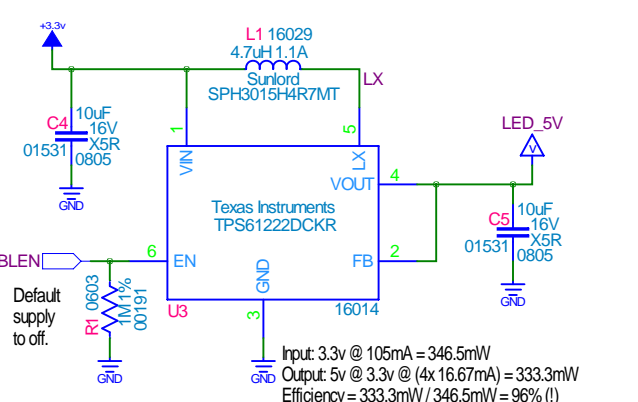 +3.3v
L1 16029
4.7uH 1.1A
Sunlord
SPH3015H4R7MT
LX
C4
10uF
16V
X5R
0805
01531
GND
1
VIN
5
LX
LED_5V
V
VOUT
4
Texas Instruments
TPS61222DCKR
C5
10uF
16V
X5R
0805
01531
GND
BLEN
6
EN
FB
2
GND
3
U3
16014
Default
supply
to off.
R1
0603
1M 1%
00191
GND
GND
Input: 3.3v @ 105mA = 346.5mW
Output: 5v @ 3.3v @ (4x 16.67mA) = 333.3mW
Efficiency = 333.3mW / 346.5mW = 96% (!)